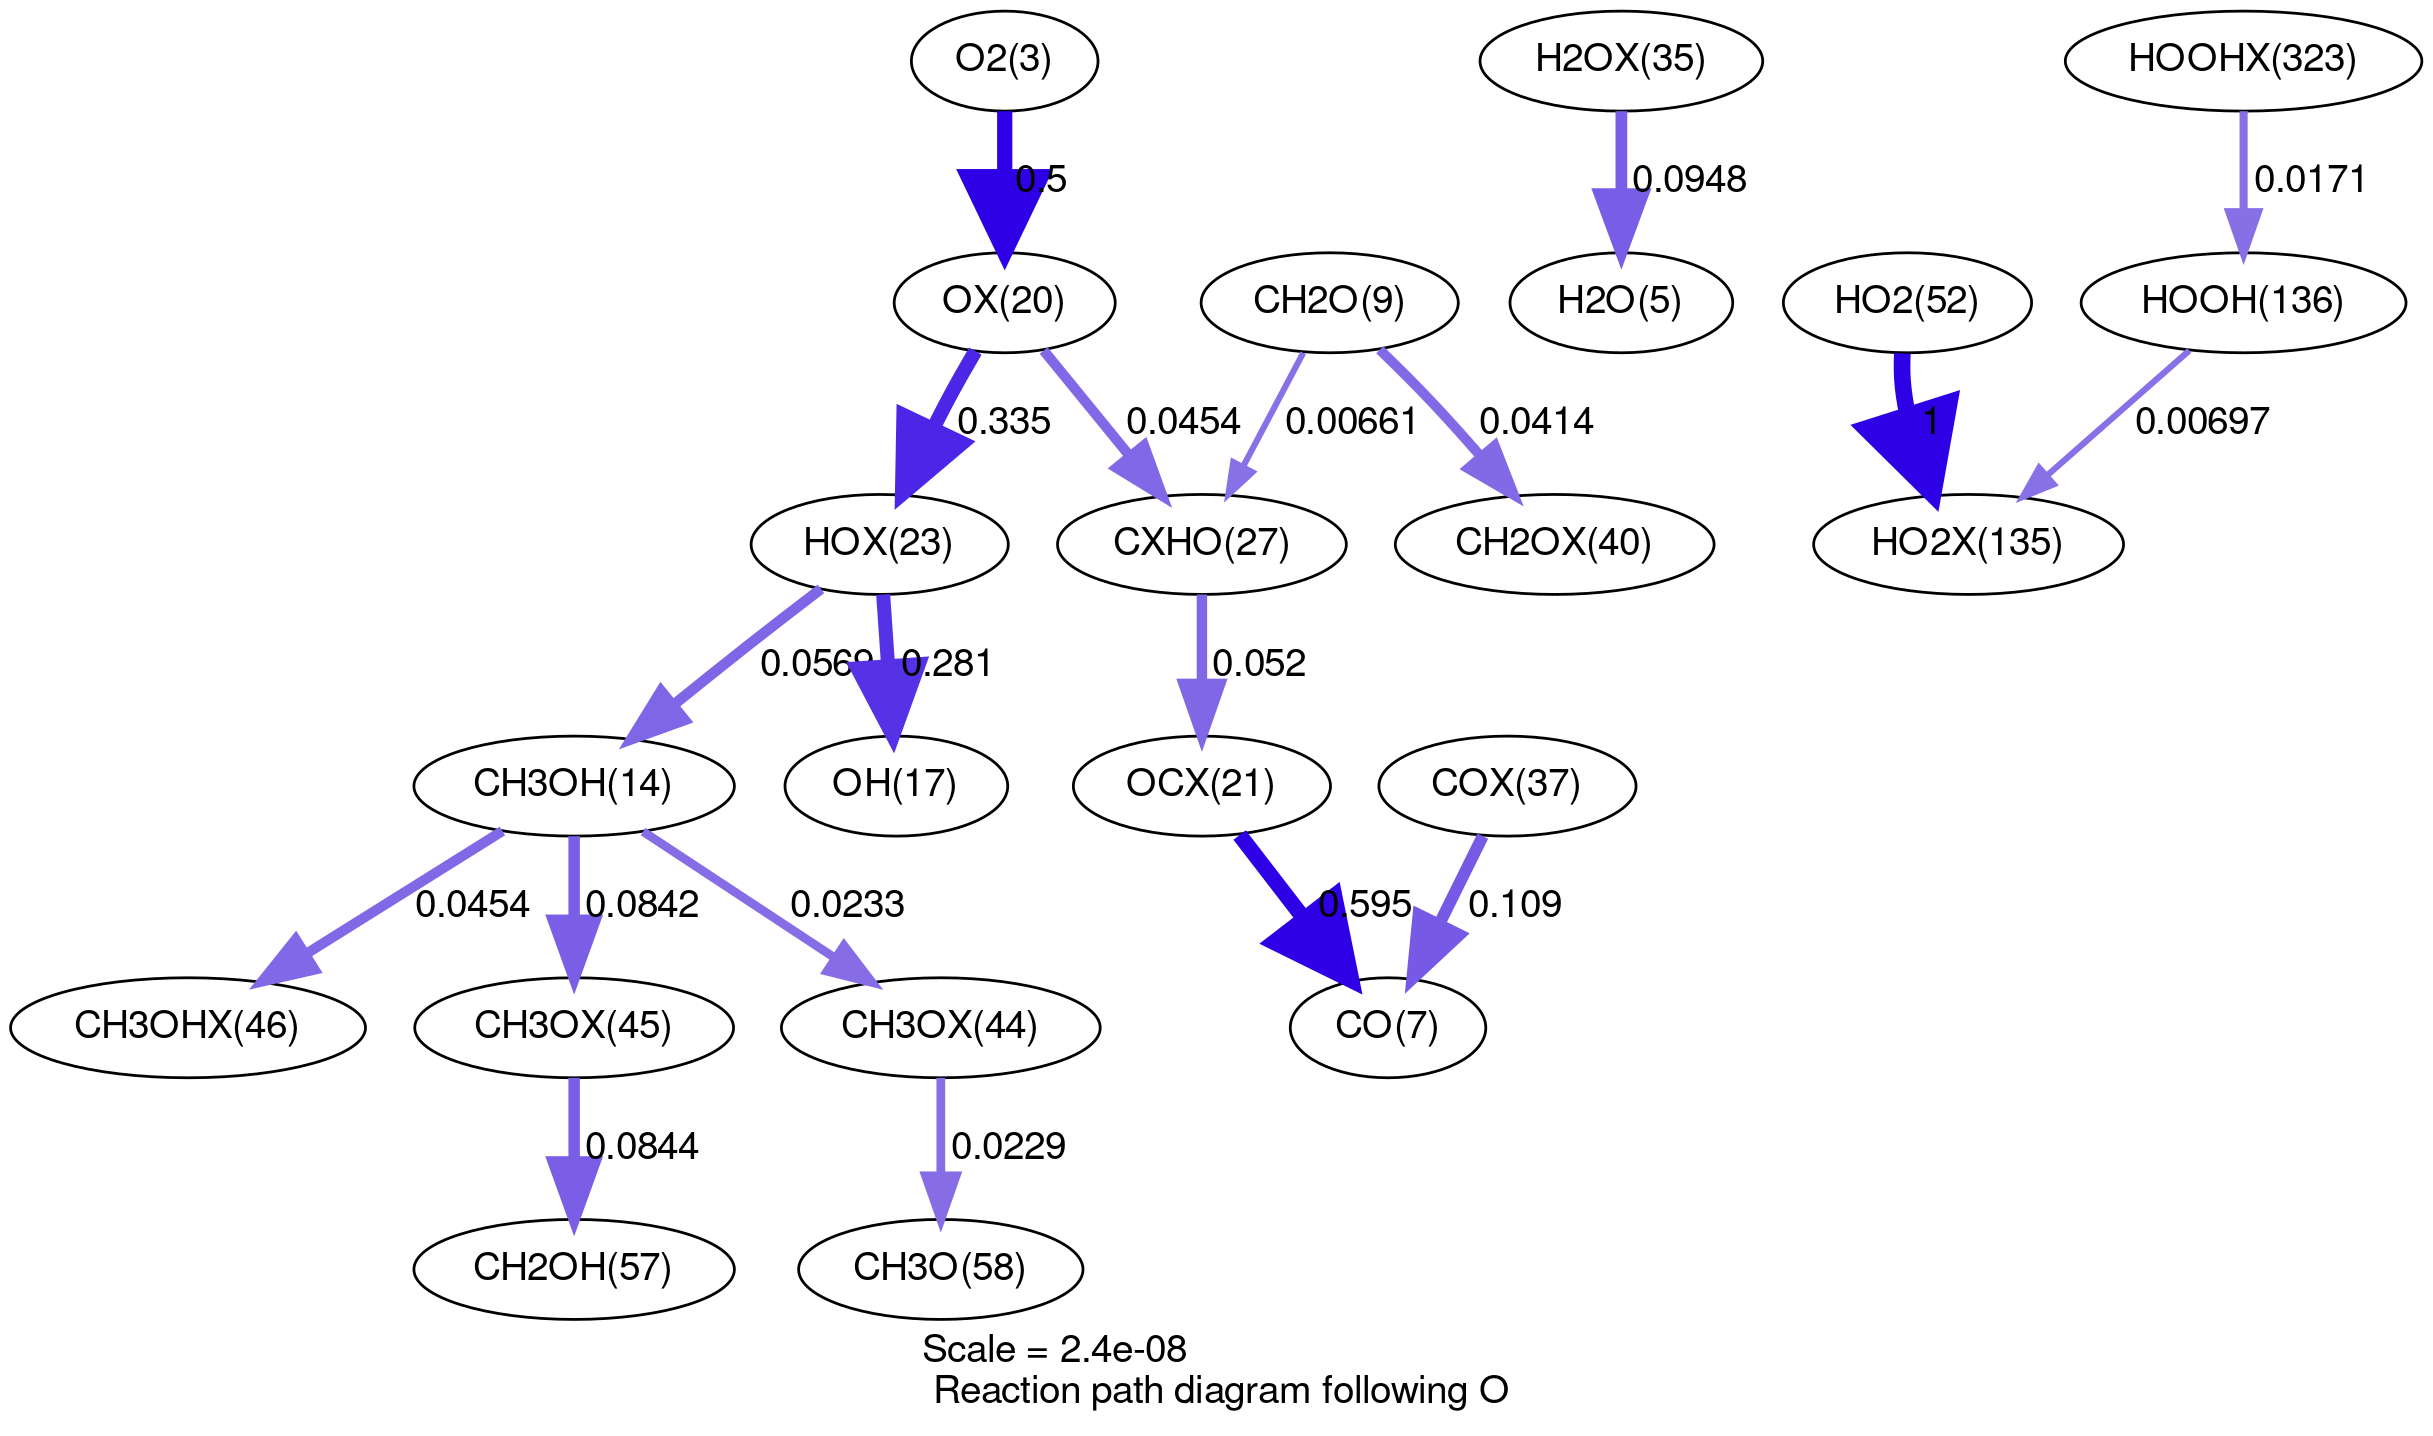 O2(3)
H2OX(35)
HOOHX(323)
0.5
0.0948
0.0171
OX(20)
CH2O(9)
H2O(5)
HO2(52)
HOOH(136)
0.335
0.0454
0.00661
0.0414
1
0.00697
HOX(23)
CXHO(27)
CH2OX(40)
HO2X(135)
0.0569
0.281
0.052
CH3OH(14)
OH(17)
OCX(21)
COX(37)
0.0454
0.0842
0.0233
0.595
0.109
CH3OHX(46)
CH3OX(45)
CH3OX(44)
CO(7)
0.0844
0.0229
CH2OH(57)
CH3O(58)
Scale = 2.4e-08
Reaction path diagram following O